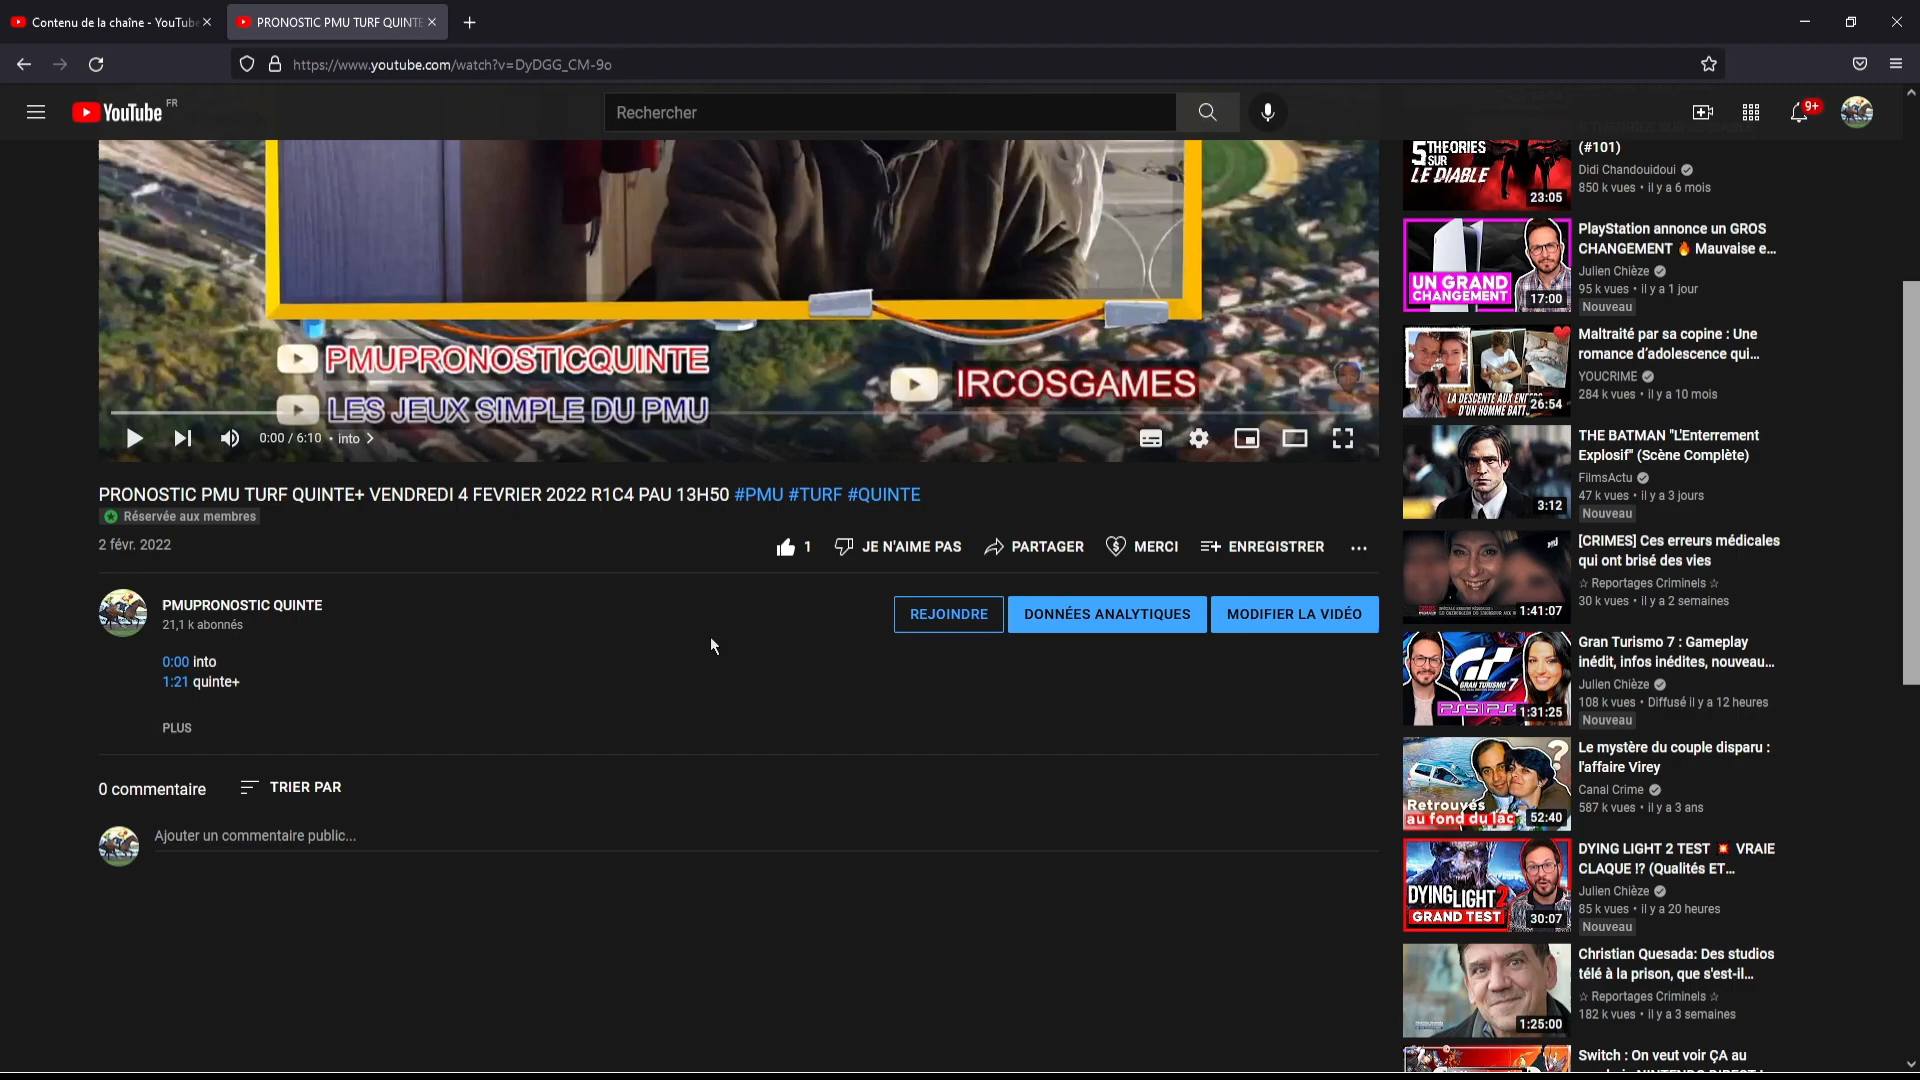 Contenu de la chaîne - YouTube
PRONOSTIC PMU TURF QUINTE
https://www.youtube.com/watch?v=DyDGG_CM-9o
YouTube FR
Rechercher
9+
PMUPRONOSTICQUINTE
LES JEUX SIMPLE DU PMU
IRCOSGAMES
0:00 / 6:10 • into
PRONOSTIC PMU TURF QUINTE+ VENDREDI 4 FEVRIER 2022 R1C4 PAU 13H50 #PMU #TURF #QUINTE
Réservée aux membres
2 févr. 2022
1
JE N'AIME PAS
PARTAGER
MERCI
ENREGISTRER
PMUPRONOSTIC QUINTE
21,1 k abonnés
REJOINDRE
DONNÉES ANALYTIQUES
MODIFIER LA VIDÉO
0:00 into
1:21 quinte+
PLUS
0 commentaire
TRIER PAR
Ajouter un commentaire public...
5 THEORIES
SUR
LE DIABLE
23:05
(#101)
Didi Chandouidoui
850 k vues • il y a 6 mois
UN GRAND
CHANGEMENT
17:00
PlayStation annonce un GROS
CHANGEMENT 🔥 Mauvaise e...
Julien Chièze
95 k vues • il y a 1 jour
Nouveau
LA DESCENTE AUX ENFERS
D'UN HOMME BATTU
26:54
Maltraité par sa copine : Une
romance d'adolescence qui...
YOUCRIME
284 k vues • il y a 10 mois
3:12
THE BATMAN "L'Enterrement
Explosif" (Scène Complète)
FilmsActu
47 k vues • il y a 3 jours
Nouveau
1:41:07
[CRIMES] Ces erreurs médicales
qui ont brisé des vies
☆ Reportages Criminels ☆
30 k vues • il y a 2 semaines
GRAN TURISMO 7
PS5|PS4
1:31:25
Gran Turismo 7 : Gameplay
inédit, infos inédites, nouveau...
Julien Chièze
108 k vues • Diffusé il y a 12 heures
Nouveau
?
Retrouvés
au fond du lac
52:40
Le mystère du couple disparu :
l'affaire Virey
Canal Crime
587 k vues • il y a 3 ans
DYING LIGHT 2
GRAND TEST
30:07
DYING LIGHT 2 TEST 💥 VRAIE
CLAQUE !? (Qualités ET...
Julien Chièze
85 k vues • il y a 20 heures
Nouveau
1:25:00
Christian Quesada: Des studios
télé à la prison, que s'est-il...
☆ Reportages Criminels ☆
182 k vues • il y a 3 semaines
Switch : On veut voir ÇA au